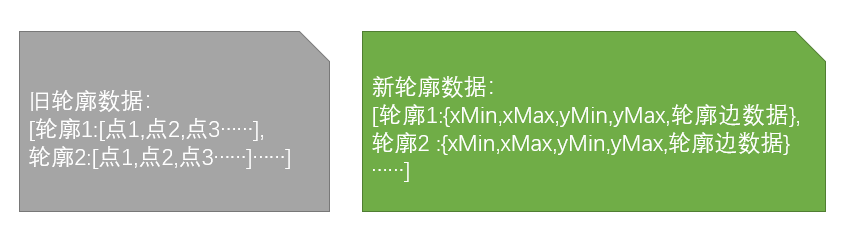 旧轮廓数据：
[轮廓1:[点1,点2,点3……],
轮廓2:[点1,点2,点3……]……]
新轮廓数据：
[轮廓1:{xMin,xMax,yMin,yMax,轮廓边数据},
轮廓2 :{xMin,xMax,yMin,yMax,轮廓边数据}
……]